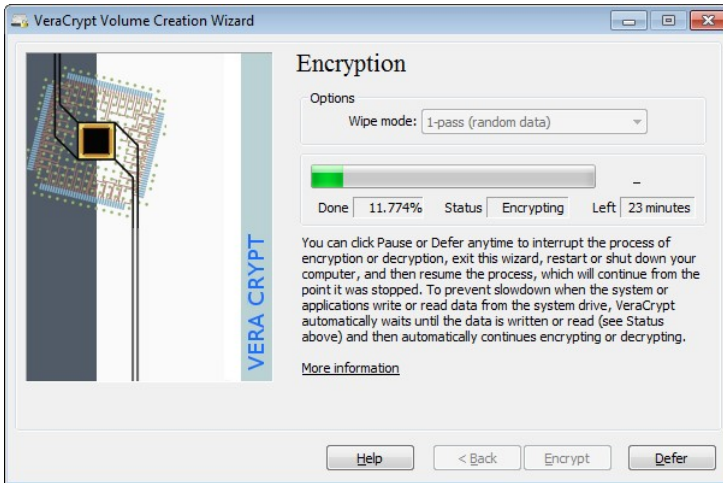 VeraCrypt Volume Creation Wizard
Encryption
Options
Wipe mode: 1-pass (random data)
Done 11.774% Status Encrypting Left 23 minutes
You can click Pause or Defer anytime to interrupt the process of
encryption or decryption, exit this wizard, restart or shut down your
computer, and then resume the process, which will continue from the
point it was stopped. To prevent slowdown when the system or
applications write or read data from the system drive, VeraCrypt
automatically waits until the data is written or read (see Status
above) and then automatically continues encrypting or decrypting.
More information
VERA CRYPT
Help < Back Encrypt Defer